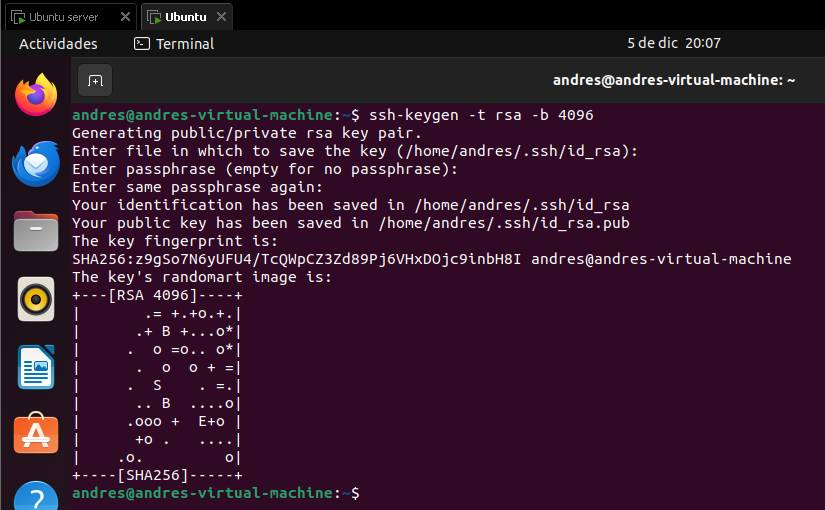 Ubuntu server
Ubuntu
Actividades
Terminal
5 de dic 20:07
andres@andres-virtual-machine: ~
andres@andres-virtual-machine:~$ ssh-keygen -t rsa -b 4096
Generating public/private rsa key pair.
Enter file in which to save the key (/home/andres/.ssh/id_rsa):
Enter passphrase (empty for no passphrase):
Enter same passphrase again:
Your identification has been saved in /home/andres/.ssh/id_rsa
Your public key has been saved in /home/andres/.ssh/id_rsa.pub
The key fingerprint is:
SHA256:z9gSo7N6yUFU4/TcQWpCZ3Zd89Pj6VHxDOjc9inbH8I andres@andres-virtual-machine
The key's randomart image is:
+---[RSA 4096]----+
|       .= +.+o.+.|
|      .+ B +...o*|
|     .  o =o.. o*|
|      .  o  o + =|
|     .  S    . =.|
|      .. B  ....o|
|     .ooo +  E+o |
|      +o .   ....|
|    .o.         o|
+----[SHA256]-----+
andres@andres-virtual-machine:~$